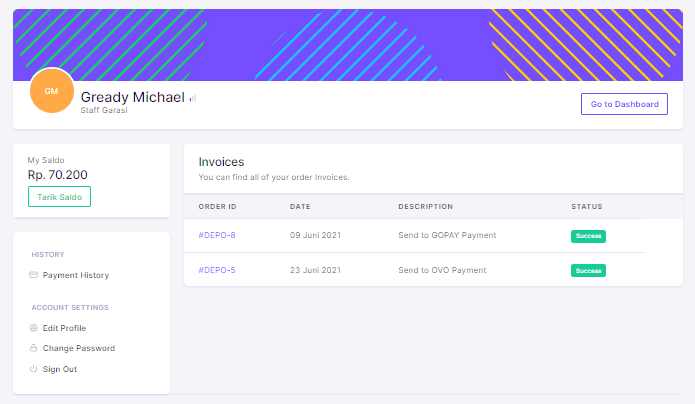 GM
Gready Michael
Staff Garasi
Go to Dashboard
My Saldo
Rp. 70.200
Tarik Saldo
HISTORY
Payment History
ACCOUNT SETTINGS
Edit Profile
Change Password
Sign Out
Invoices
You can find all of your order Invoices.
ORDER ID DATE DESCRIPTION STATUS
#DEPO-8 09 Juni 2021 Send to GOPAY Payment Success
#DEPO-5 23 Juni 2021 Send to OVO Payment Success